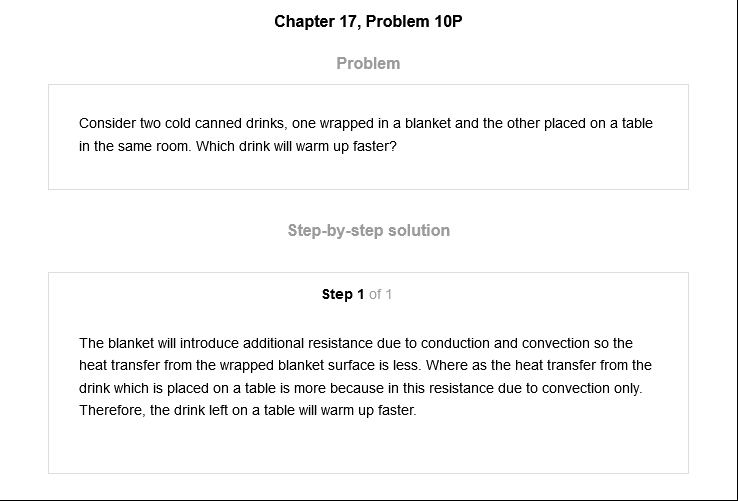 Chapter 17, Problem 10P
Problem
Consider two cold canned drinks, one wrapped in a blanket and the other placed on a table
in the same room. Which drink will warm up faster?
Step-by-step solution
Step 1 of 1
The blanket will introduce additional resistance due to conduction and convection so the
heat transfer from the wrapped blanket surface is less. Where as the heat transfer from the
drink which is placed on a table is more because in this resistance due to convection only.
Therefore, the drink left on a table will warm up faster.